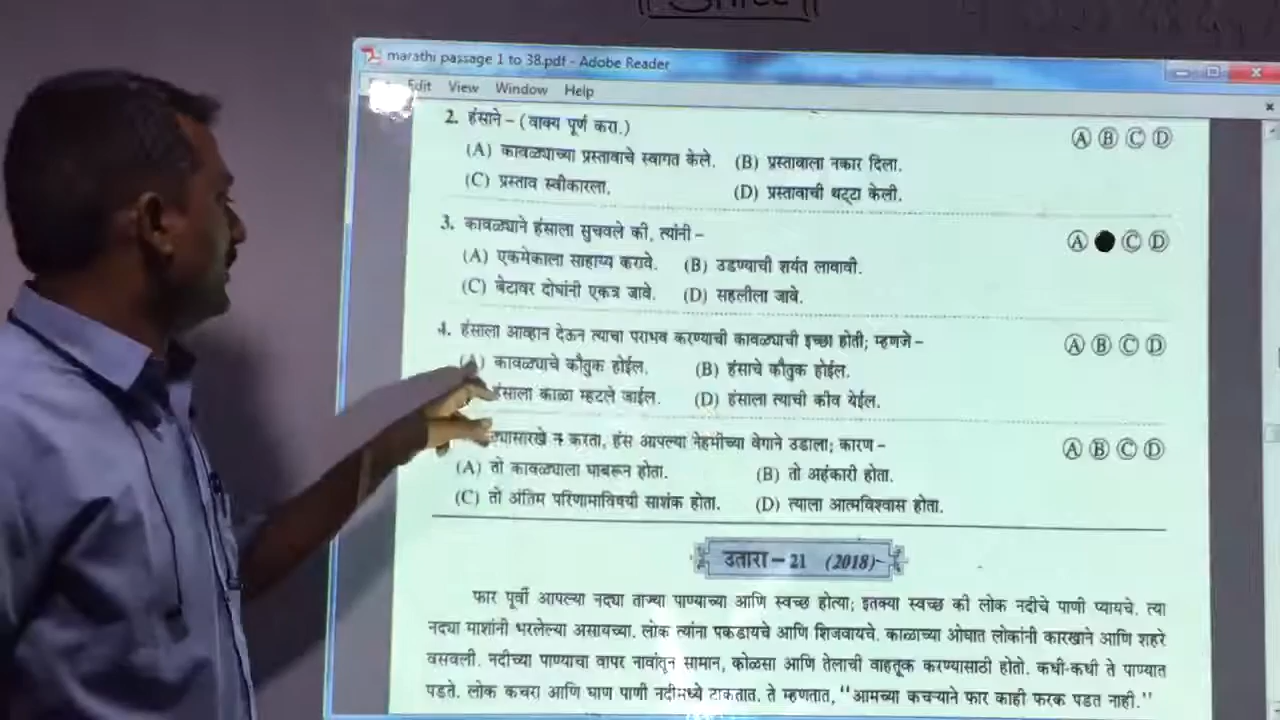 marathi passage 1 to 38.pdf - Adobe Reader
Edit View Window Help
2. हंसाने – ( वाक्य पूर्ण करा.) Ⓐ Ⓑ Ⓒ Ⓓ
(A) कावळ्याच्या प्रस्तावाचे स्वागत केले. (B) प्रस्तावाला नकार दिला.
(C) प्रस्ताव स्वीकारला. (D) प्रस्तावाची थट्टा केली.
3. कावळ्याने हंसाला सुचवले की, त्यांनी – Ⓐ ● Ⓒ Ⓓ
(A) एकमेकाला साहाय्य करावे. (B) उडण्याची शर्यत लावावी.
(C) बेटावर दोघांनी एकत्र जावे. (D) सहलीला जावे.
4. हंसाला आव्हान देऊन त्याचा पराभव करण्याची कावळ्याची इच्छा होती; म्हणजे – Ⓐ Ⓑ Ⓒ Ⓓ
(A) कावळ्याचे कौतुक होईल. (B) हंसाचे कौतुक होईल.
हंसाला काळा म्हटले जाईल. (D) हंसाला त्याची कीव येईल.
न करता, हंस आपल्या नेहमीच्या वेगाने उडाला; कारण – Ⓐ Ⓑ Ⓒ Ⓓ
(A) तो कावळ्याला घाबरून होता. (B) तो अहंकारी होता.
(C) तो अंतिम परिणामाविषयी साशंक होता. (D) त्याला आत्मविश्वास होता.
उतारा – 21 (2018)
फार पूर्वी आपल्या नद्या ताज्या पाण्याच्या आणि स्वच्छ होत्या; इतक्या स्वच्छ की लोक नदीचे पाणी प्यायचे. त्या
नद्या माशांनी भरलेल्या असायच्या. लोक त्यांना पकडायचे आणि शिजवायचे. काळाच्या ओघात लोकांनी कारखाने आणि शहरे
वसवली. नदीच्या पाण्याचा वापर नावांतून सामान, कोळसा आणि तेलाची वाहतूक करण्यासाठी होतो. कधी-कधी ते पाण्यात
पडते. लोक कचरा आणि घाण पाणी नदीमध्ये टाकतात. ते म्हणतात, "आमच्या कचऱ्याने फार काही फरक पडत नाही."